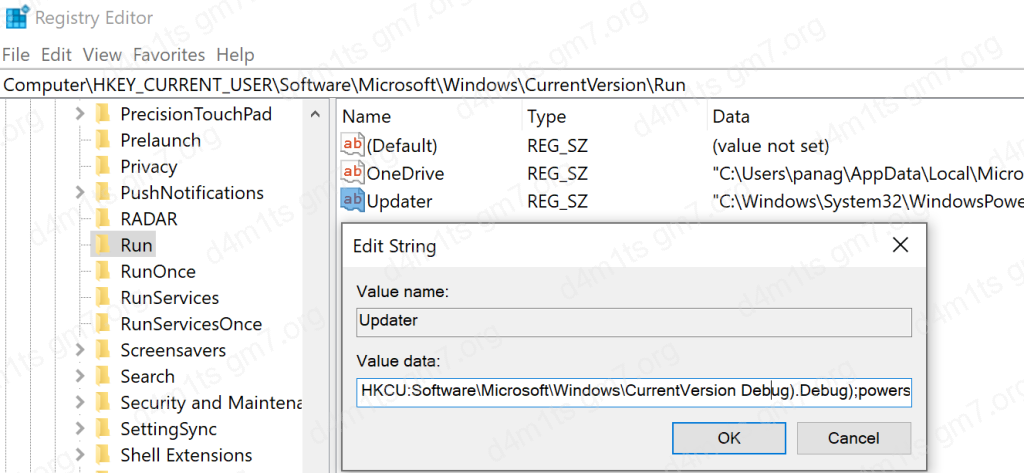 Registry Editor
File Edit View Favorites Help
Computer\HKEY_CURRENT_USER\Software\Microsoft\Windows\CurrentVersion\Run
PrecisionTouchPad
Prelaunch
Privacy
PushNotifications
RADAR
Run
RunOnce
RunServices
RunServicesOnce
Screensavers
Search
Security and Maintena
SettingSync
Shell Extensions
Name Type Data
ab (Default) REG_SZ (value not set)
ab OneDrive REG_SZ "C:\Users\panag\AppData\Local\Micro
ab Updater REG_SZ "C:\Windows\System32\WindowsPowe
Edit String
Value name:
Updater
Value data:
HKCU:Software\Microsoft\Windows\CurrentVersion Debug).Debug);powers
OK Cancel
d4m1ts gm7.org